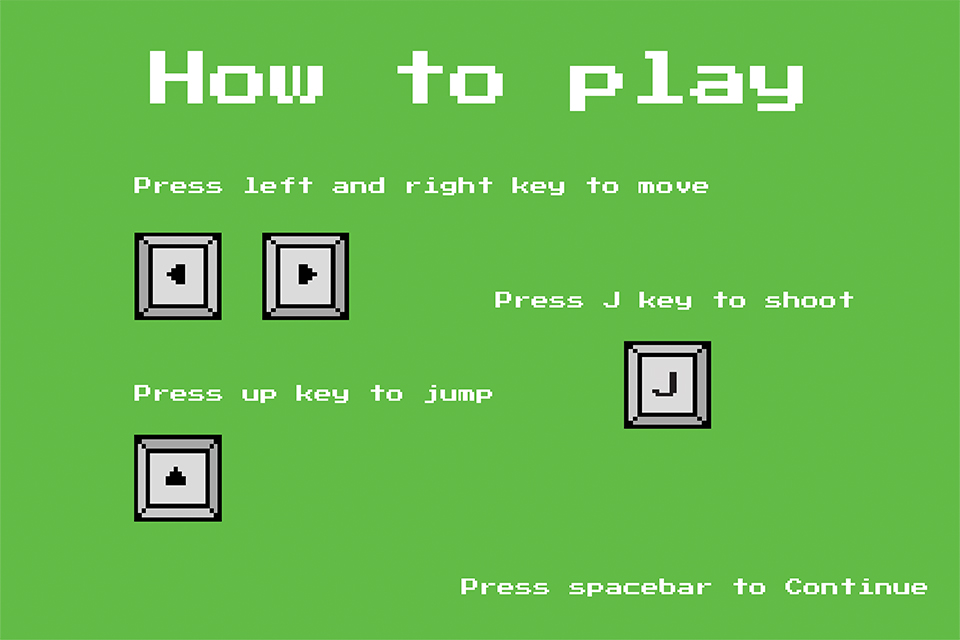 How to play
Press left and right key to move
Press J key to shoot
J
Press up key to jump
Press spacebar to Continue